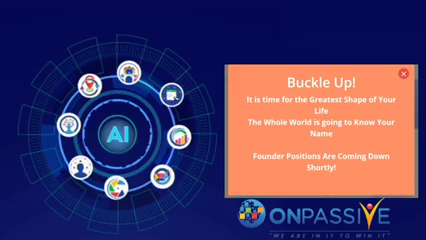 AI
Buckle Up!
It is time for the Greatest Shape of Your
Life
The Whole World is going to Know Your
Name
Founder Positions Are Coming Down
Shortly!
ONPASSIVE
"WE ARE IN IT TO WIN IT"